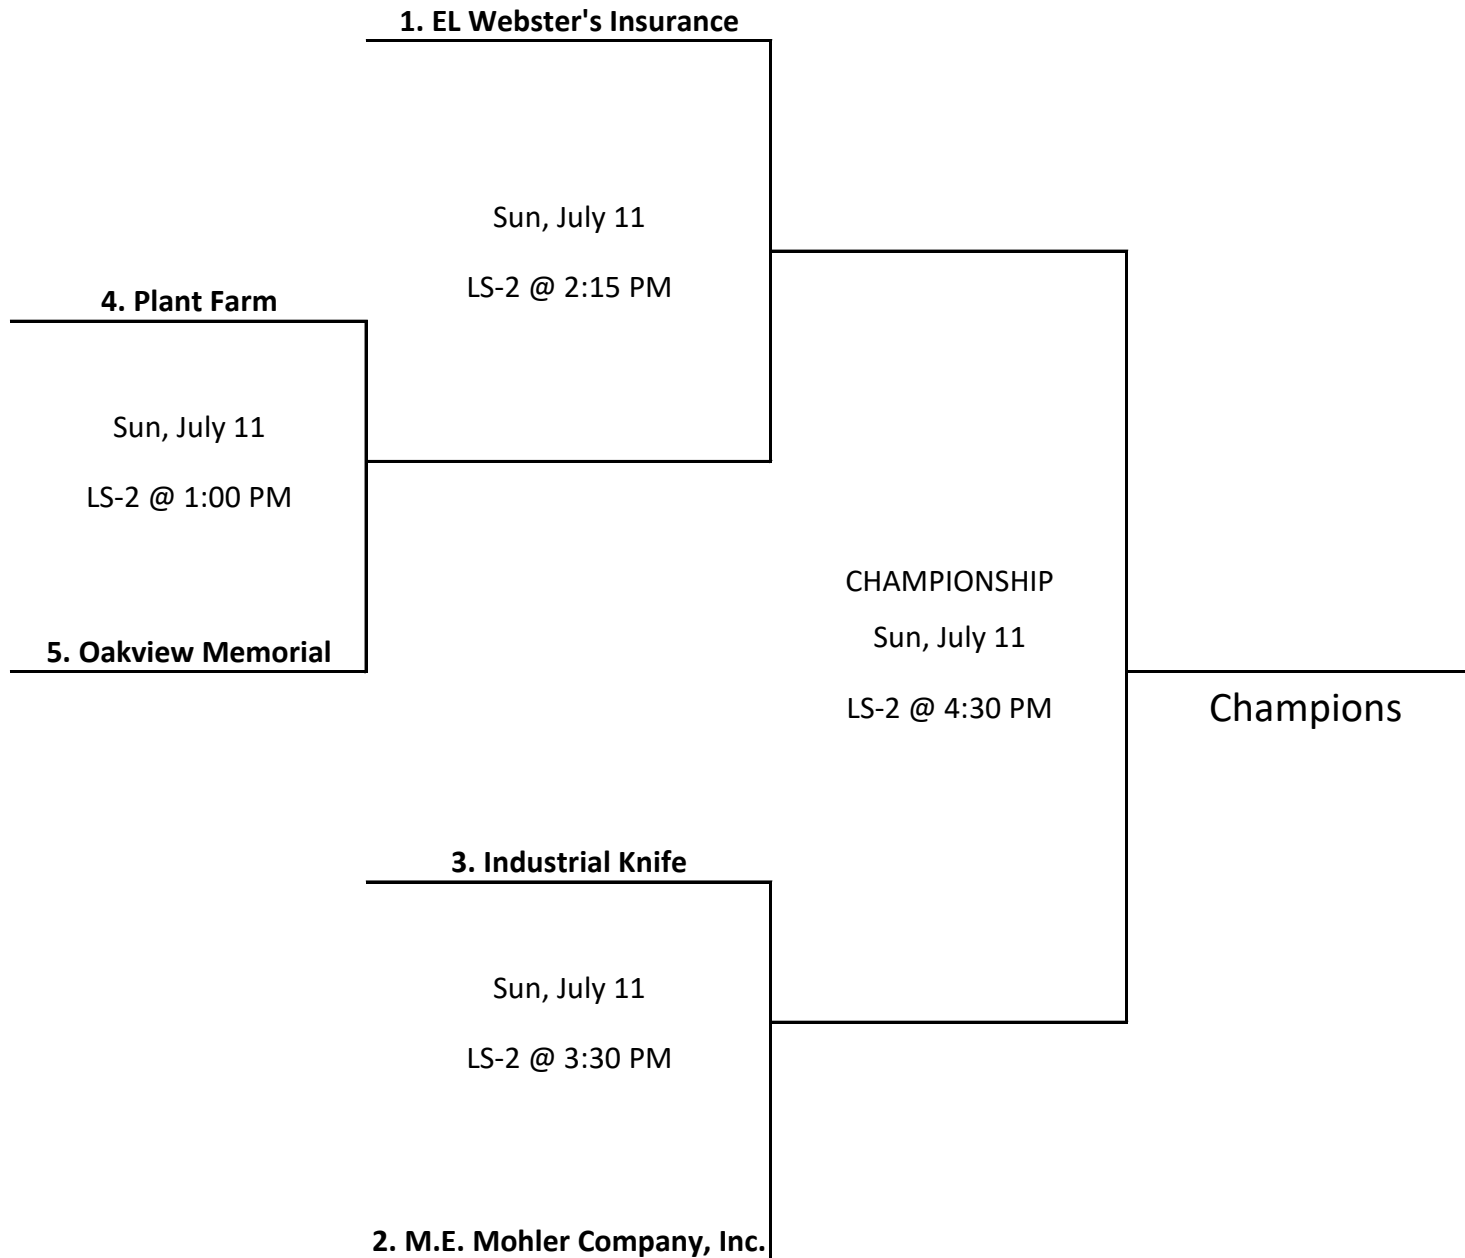 1. EL Webster's Insurance
Sun, July 11
LS-2 @ 2:15 PM
4. Plant Farm
Sun, July 11
LS-2 @ 1:00 PM
5. Oakview Memorial
CHAMPIONSHIP
Sun, July 11
LS-2 @ 4:30 PM
Champions
3. Industrial Knife
Sun, July 11
LS-2 @ 3:30 PM
2. M.E. Mohler Company, Inc.